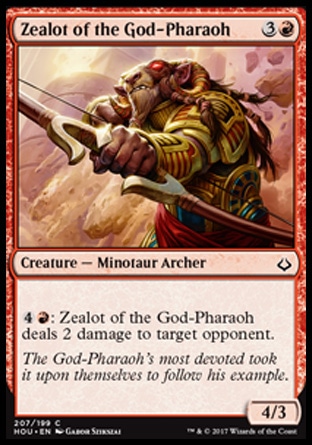 Zealot of the God-Pharaoh 3
Creature — Minotaur Archer
4 : Zealot of the God-Pharaoh
deals 2 damage to target opponent.
The God-Pharaoh's most devoted took
it upon themselves to follow his example.
4/3
207/199 C
HOU • EN Gabor Szikszai
™ & © 2017 Wizards of the Coast